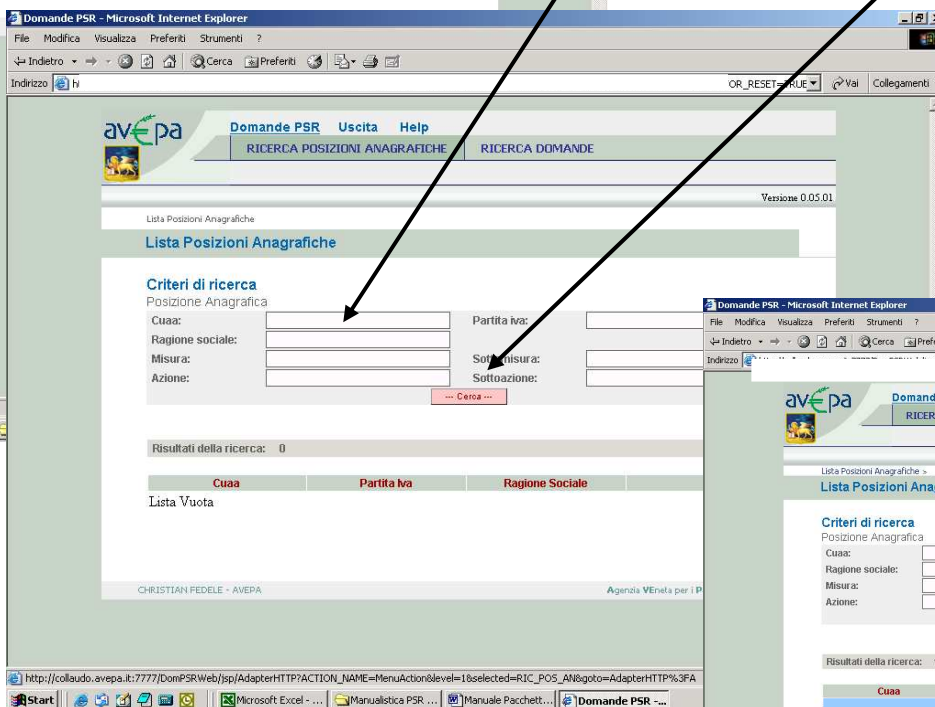 Domande PSR - Microsoft Internet Explorer
File Modifica Visualizza Preferiti Strumenti ?
Indietro Cerca Preferiti
Indirizzo OR_RESET=TRUE Vai Collegamenti
avepa Domande PSR Uscita Help
RICERCA POSIZIONI ANAGRAFICHE RICERCA DOMANDE
Versione 0.05.01
Lista Posizioni Anagrafiche
Lista Posizioni Anagrafiche
Criteri di ricerca
Posizione Anagrafica
Cuaa: Partita iva:
Ragione sociale:
Misura: Sottomisura:
Azione: Sottoazione:
--- Cerca ---
Risultati della ricerca: 0
Cuaa Partita Iva Ragione Sociale
Lista Vuota
CHRISTIAN FEDELE - AVEPA Agenzia VEneta per i P
http://collaudo.avepa.it:7777/DomPSRWeb/jsp/AdapterHTTP?ACTION_NAME=MenuAction&level=1&selected=RIC_POS_AN&goto=AdapterHTTP%3FA
Start Microsoft Excel - ... Manualistica PSR ... Manuale Pacchett... Domande PSR -...
Domande PSR - Microsoft Internet Explorer
File Modifica Visualizza Preferiti Strumenti ?
Indietro Cerca Prefe
Indirizzo
avepa Domand
RICER
Lista Posizioni Anagrafiche >
Lista Posizioni Ana
Criteri di ricerca
Posizione Anagrafica
Cuaa:
Ragione sociale:
Misura:
Azione:
Risultati della ricerca:
Cuaa